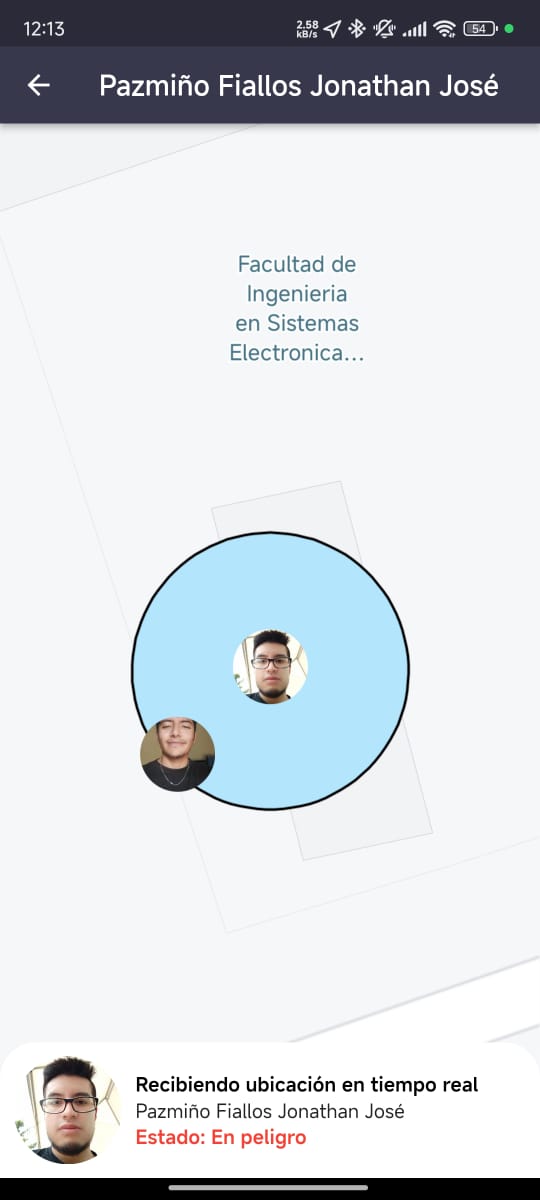 12:13
2.58
kB/s
54
Pazmiño Fiallos Jonathan José
Facultad de
Ingenieria
en Sistemas
Electronica...
Recibiendo ubicación en tiempo real
Pazmiño Fiallos Jonathan José
Estado: En peligro